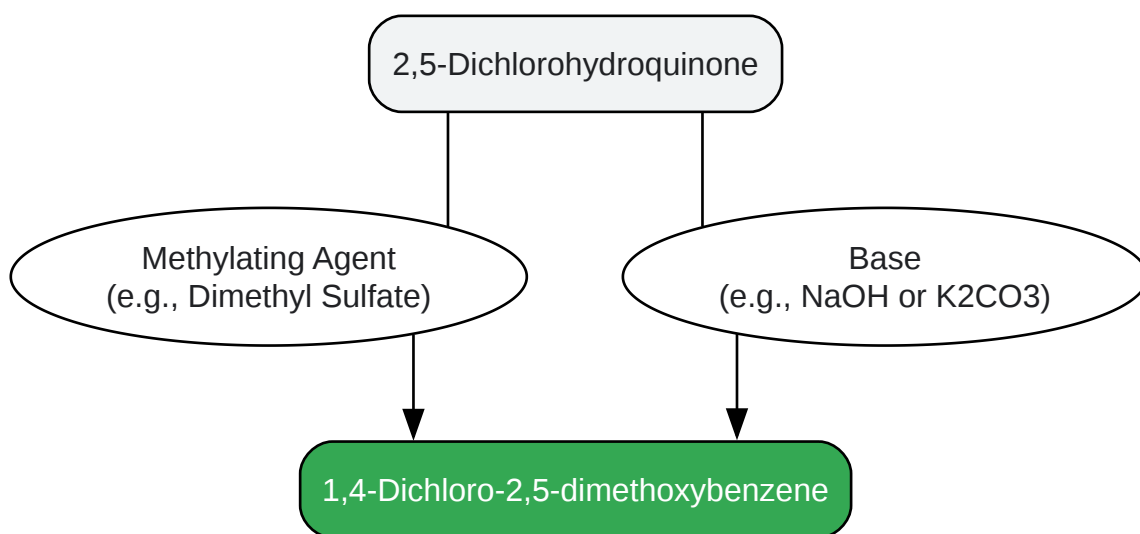 2,5-Dichlorohydroquinone
Methylating Agent
(e.g., Dimethyl Sulfate)
Base
(e.g., NaOH or K2CO3)
1,4-Dichloro-2,5-dimethoxybenzene